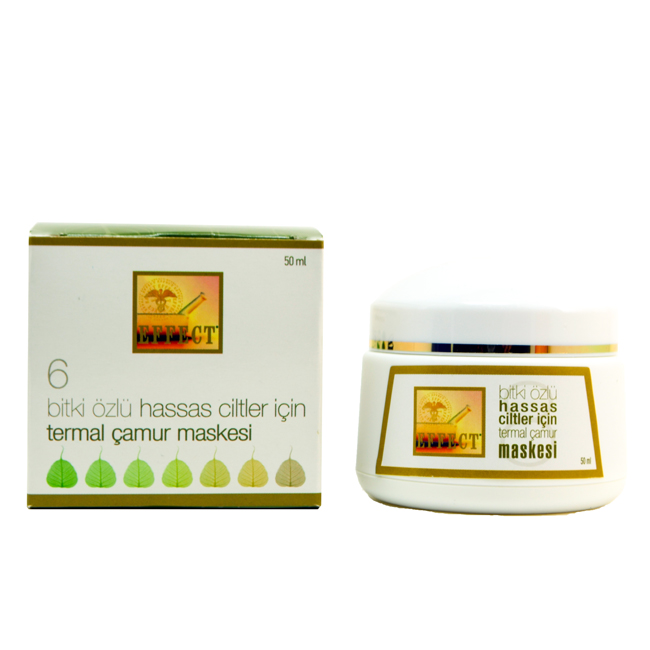 50 ml
EFFECT
6
bitki özlü hassas ciltler için
termal çamur maskesi
EFFECT
bitki özlü
hassas
ciltler için
termal çamur
maskesi
50 ml